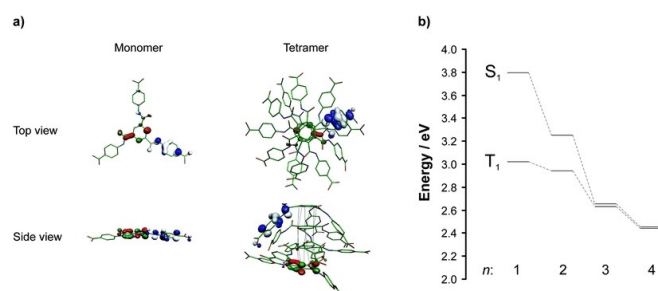 a)
Monomer
Tetramer
Top view
Side view
b)
Energy / eV
4.0
3.8
3.6
3.4
3.2
3.0
2.8
2.6
2.4
2.2
2.0
S₁
T₁
n: 1 2 3 4